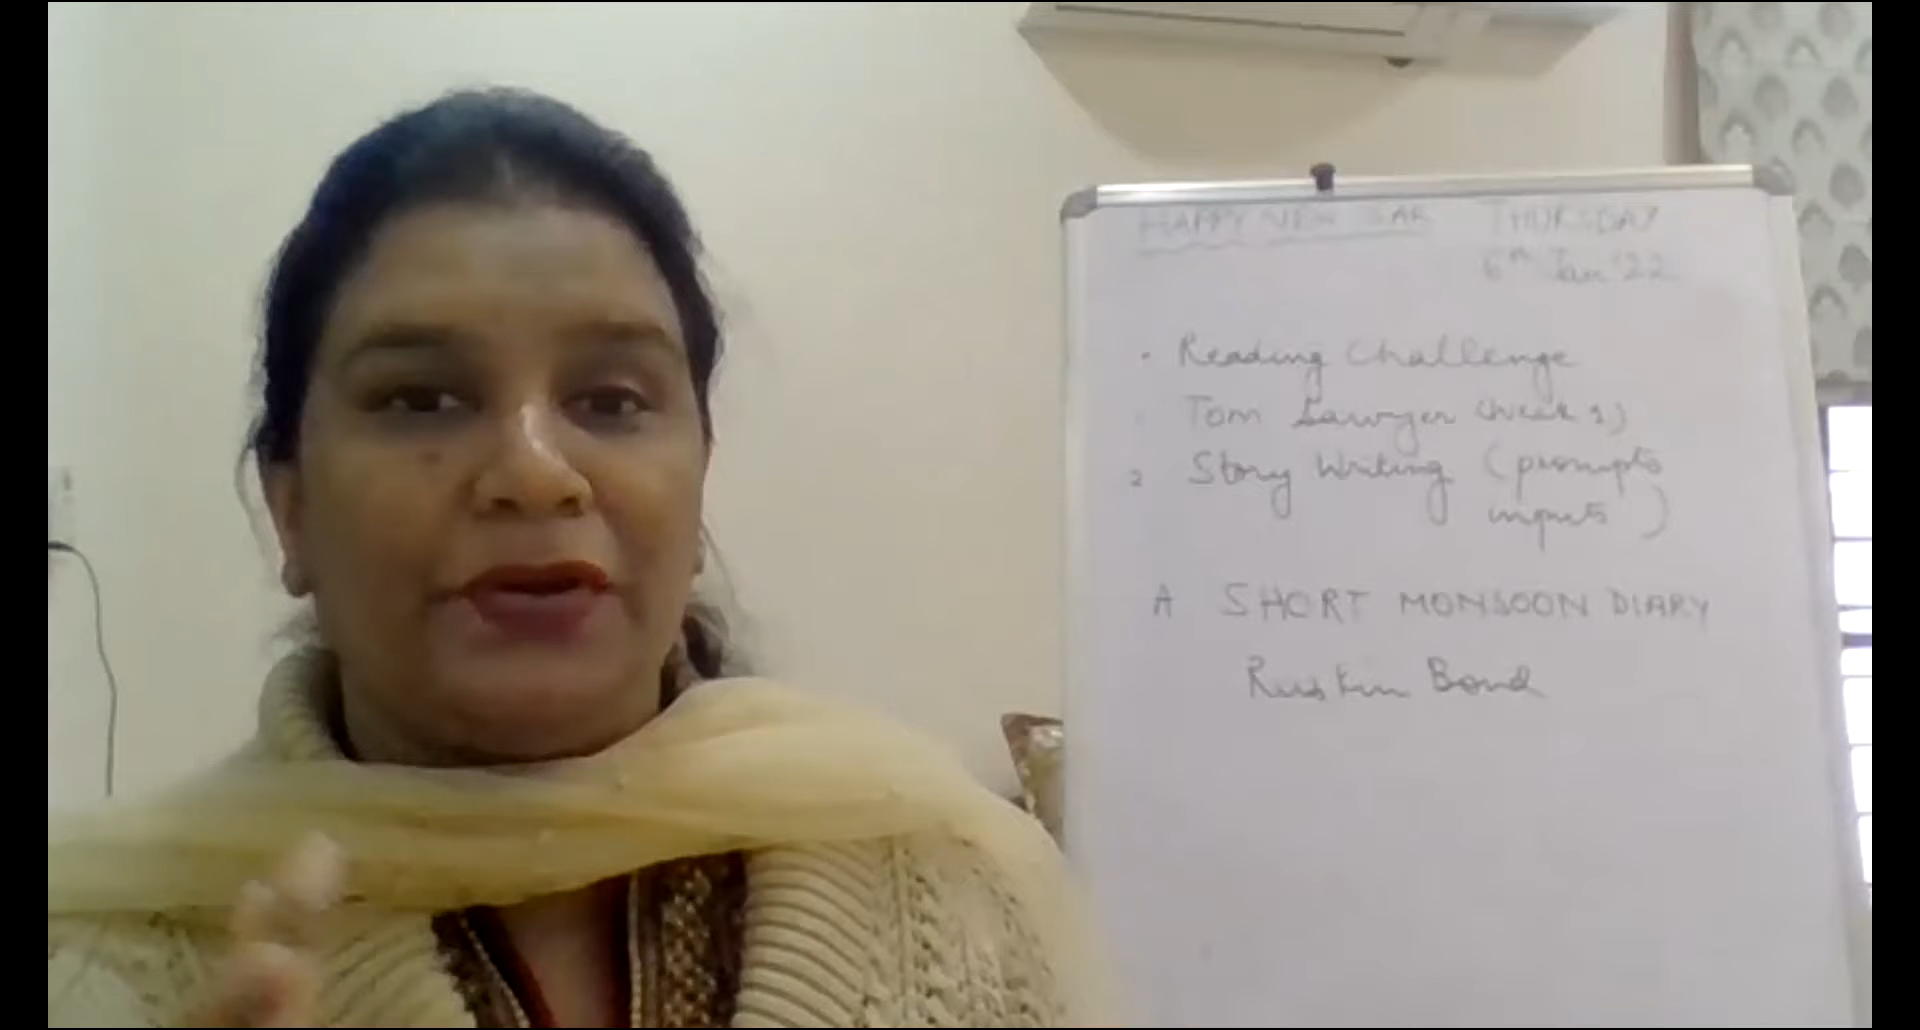 HAPPY NEW YEAR THURSDAY
6th Jan '22
• Reading Challenge
Tom Sawyer (Week 1)
2 Story Writing (prompts
inputs)
A SHORT MONSOON DIARY
Ruskin Bond